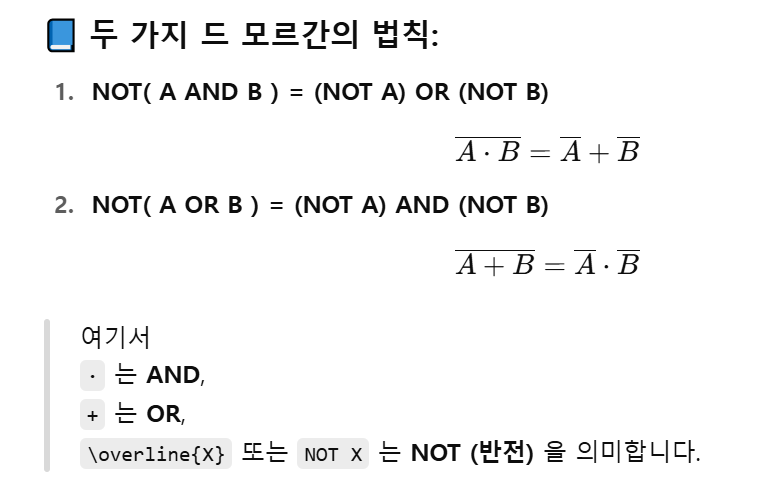 📘 두 가지 드 모르간의 법칙:
1. NOT( A AND B ) = (NOT A) OR (NOT B)
$\overline{A \cdot B} = \overline{A} + \overline{B}$
2. NOT( A OR B ) = (NOT A) AND (NOT B)
$\overline{A + B} = \overline{A} \cdot \overline{B}$
여기서
· 는 AND,
+ 는 OR,
\overline{X} 또는 NOT X 는 NOT (반전) 을 의미합니다.